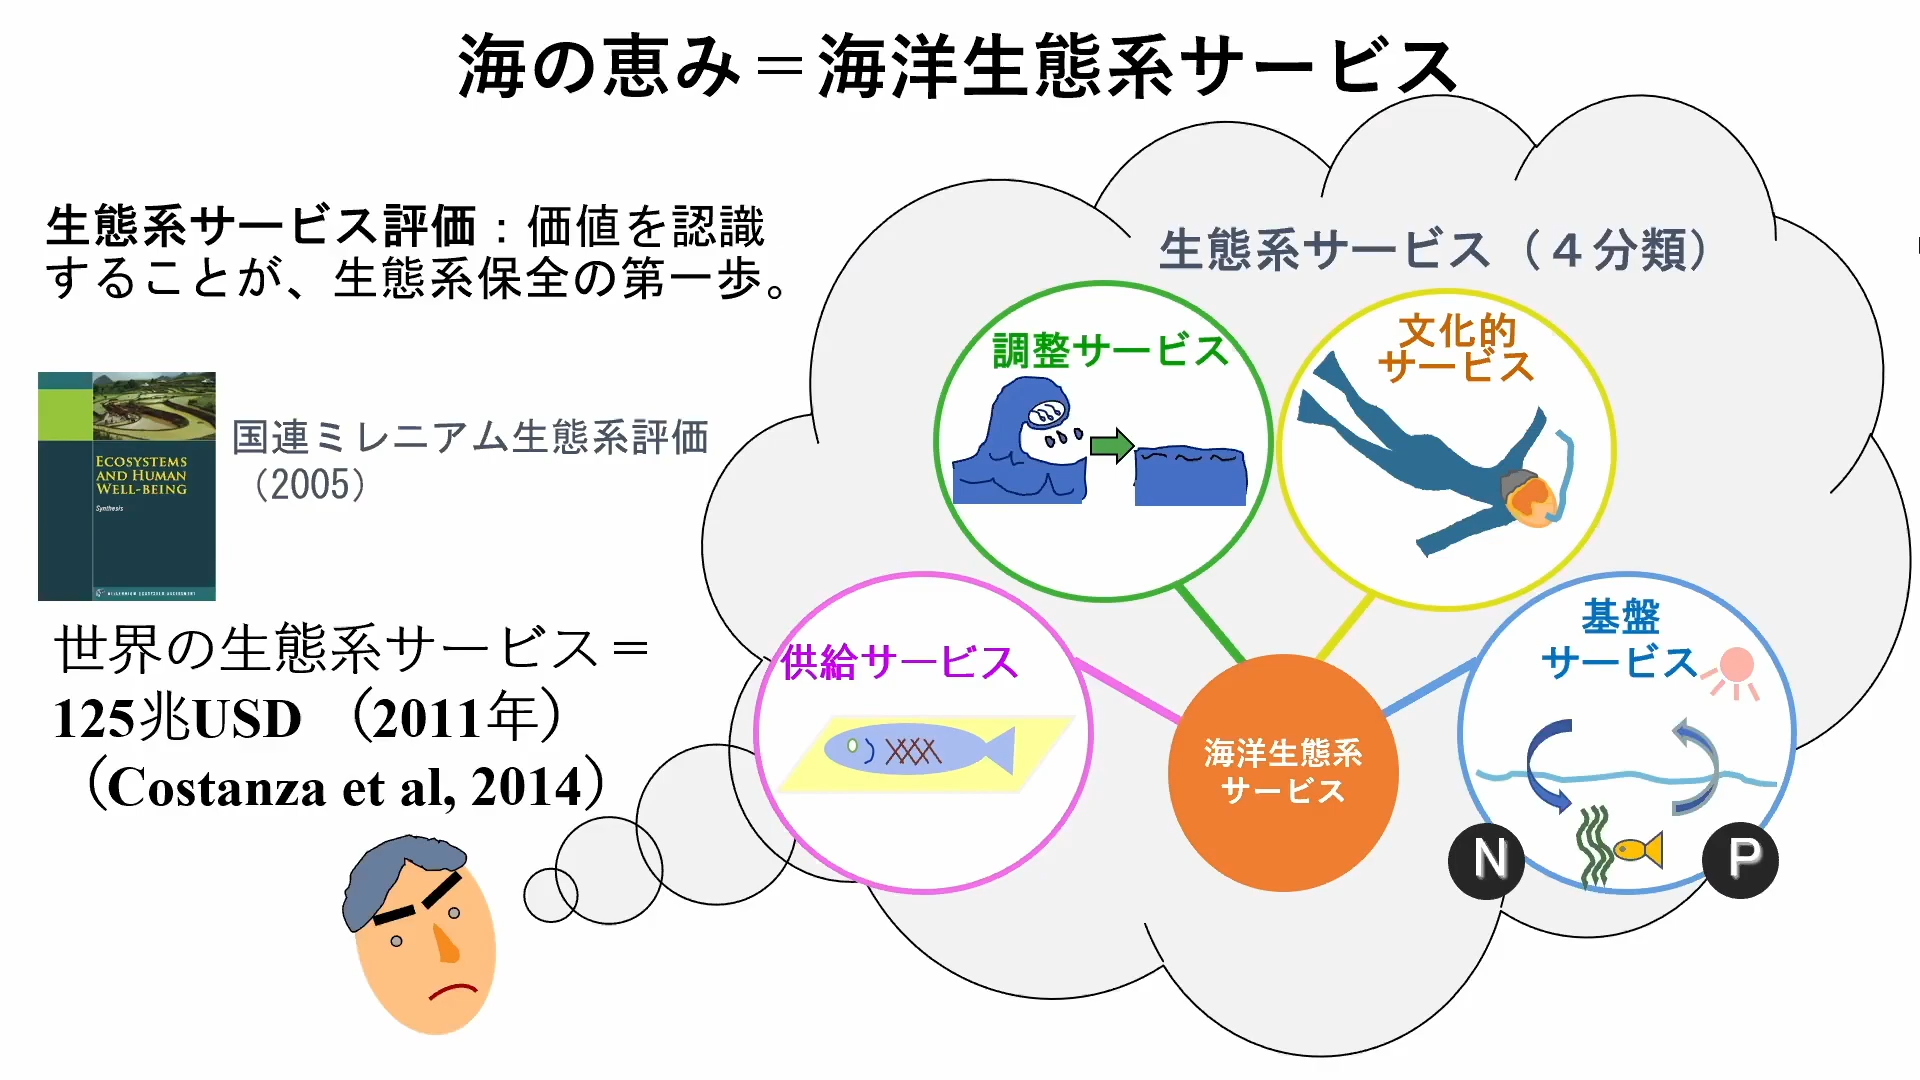 海の恵み＝海洋生態系サービス
生態系サービス評価：価値を認識
することが、生態系保全の第一歩。
ECOSYSTEMS
AND HUMAN
WELL-BEING
Synthesis
MILLENNIUM ECOSYSTEM ASSESSMENT
国連ミレニアム生態系評価
（2005）
世界の生態系サービス＝
125兆USD （2011年）
（Costanza et al, 2014）
生態系サービス（４分類）
調整サービス
文化的
サービス
供給サービス
基盤
サービス
海洋生態系
サービス
N
P